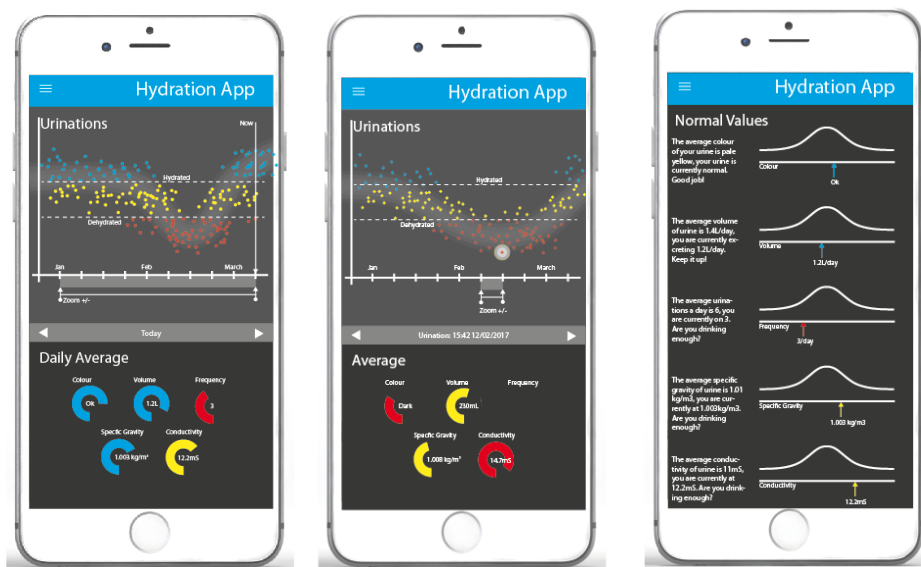 Hydration App
Urinations
Now
Hydrated
Dehydrated
Jan
Feb
March
Zoom +/-
Today
Daily Average
Colour
Volume
Frequency
Ok
1.2L
3
Specific Gravity
Conductivity
1.003 kg/m³
12.2mS
Hydration App
Urinations
Hydrated
Dehydrated
Jan
Feb
March
Zoom +/-
Urination: 15:42 12/02/2017
Average
Colour
Volume
Frequency
Dark
230mL
Specific Gravity
Conductivity
1.008 kg/m³
14.7mS
Hydration App
Normal Values
The average colour
of your urine is pale
yellow, your urine is
currently normal.
Good job!
Colour
Ok
The average volume
of urine is 1.4L/day,
you are currently ex-
creting 1.2L/day.
Keep it up!
Volume
1.2L/day
The average urina-
tions a day is 6, you
are currently on 3.
Are you drinking
enough?
Frequency
3/day
The average specific
gravity of urine is 1.01
kg/m3, you are cur-
rently at 1.003kg/m3.
Are you drinking
enough?
Specific Gravity
1.003 kg/m3
The average conduc-
tivity of urine is 11mS,
you are currently at
12.2mS. Are you drink-
ing enough?
Conductivity
12.2mS